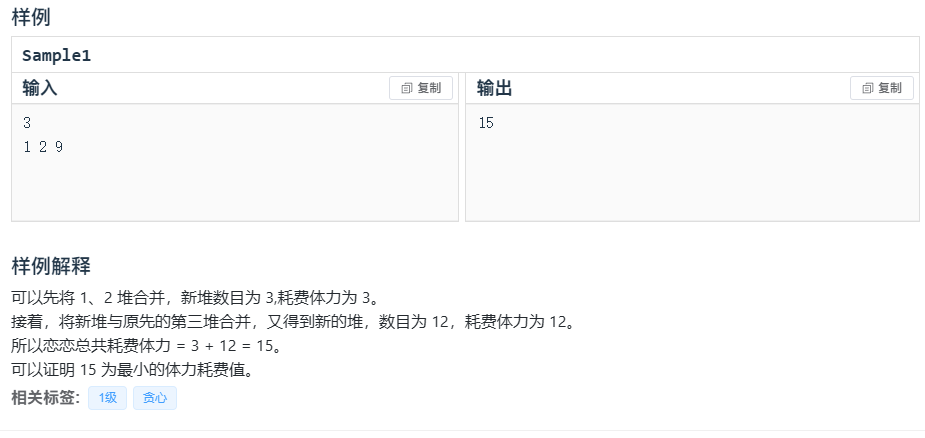 样例
Sample1
输入
复制
输出
复制
3
1 2 9
15
样例解释
可以先将 1、2 堆合并，新堆数目为 3,耗费体力为 3。
接着，将新堆与原先的第三堆合并，又得到新的堆，数目为 12，耗费体力为 12。
所以恋恋总共耗费体力 = 3 + 12 = 15。
可以证明 15 为最小的体力耗费值。
相关标签: 1级 贪心